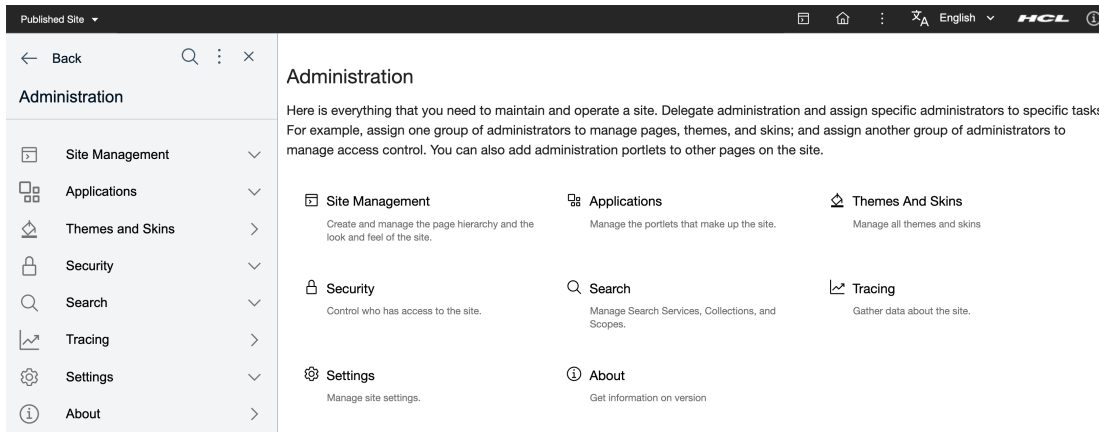 Published Site
English
HCL
Back
Administration
Site Management
Applications
Themes and Skins
Security
Search
Tracing
Settings
About
Administration
Here is everything that you need to maintain and operate a site. Delegate administration and assign specific administrators to specific tasks
For example, assign one group of administrators to manage pages, themes, and skins; and assign another group of administrators to
manage access control. You can also add administration portlets to other pages on the site.
Site Management
Create and manage the page hierarchy and the
look and feel of the site.
Applications
Manage the portlets that make up the site.
Themes And Skins
Manage all themes and skins
Security
Control who has access to the site.
Search
Manage Search Services, Collections, and
Scopes.
Tracing
Gather data about the site.
Settings
Manage site settings.
About
Get information on version